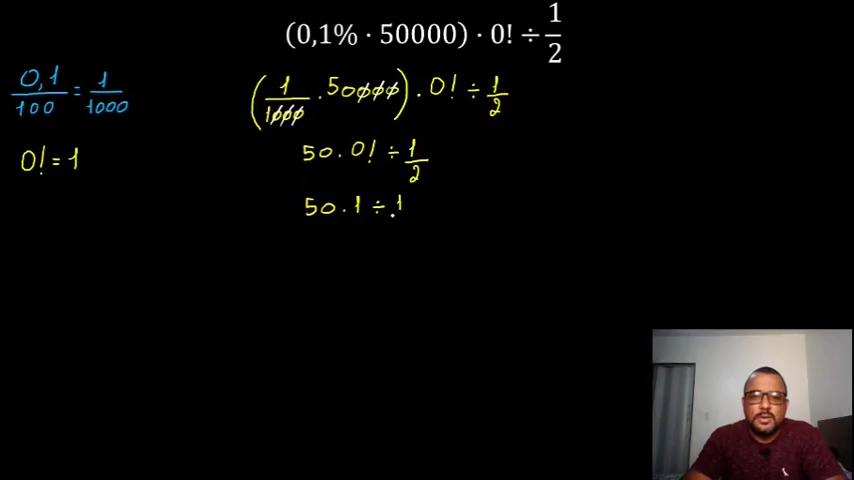 (0,1% · 50000) · 0! ÷ 1/2
0,1/100 = 1/1000
(1/1000 · 50000) · 0! ÷ 1/2
0! = 1
50 · 0! ÷ 1/2
50 · 1 ÷ 1